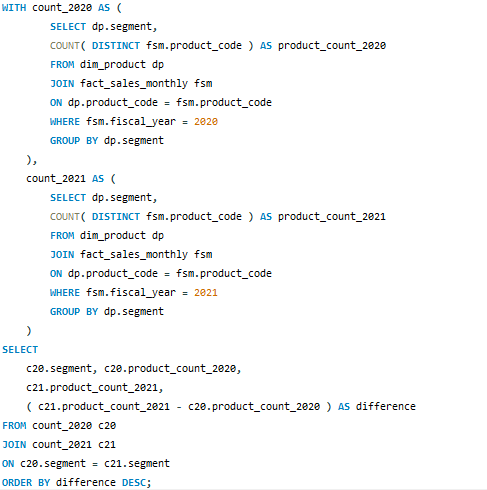 WITH count_2020 AS (
SELECT dp.segment,
COUNT( DISTINCT fsm.product_code ) AS product_count_2020
FROM dim_product dp
JOIN fact_sales_monthly fsm
ON dp.product_code = fsm.product_code
WHERE fsm.fiscal_year = 2020
GROUP BY dp.segment
),
count_2021 AS (
SELECT dp.segment,
COUNT( DISTINCT fsm.product_code ) AS product_count_2021
FROM dim_product dp
JOIN fact_sales_monthly fsm
ON dp.product_code = fsm.product_code
WHERE fsm.fiscal_year = 2021
GROUP BY dp.segment
)
SELECT
c20.segment, c20.product_count_2020,
c21.product_count_2021,
( c21.product_count_2021 - c20.product_count_2020 ) AS difference
FROM count_2020 c20
JOIN count_2021 c21
ON c20.segment = c21.segment
ORDER BY difference DESC;